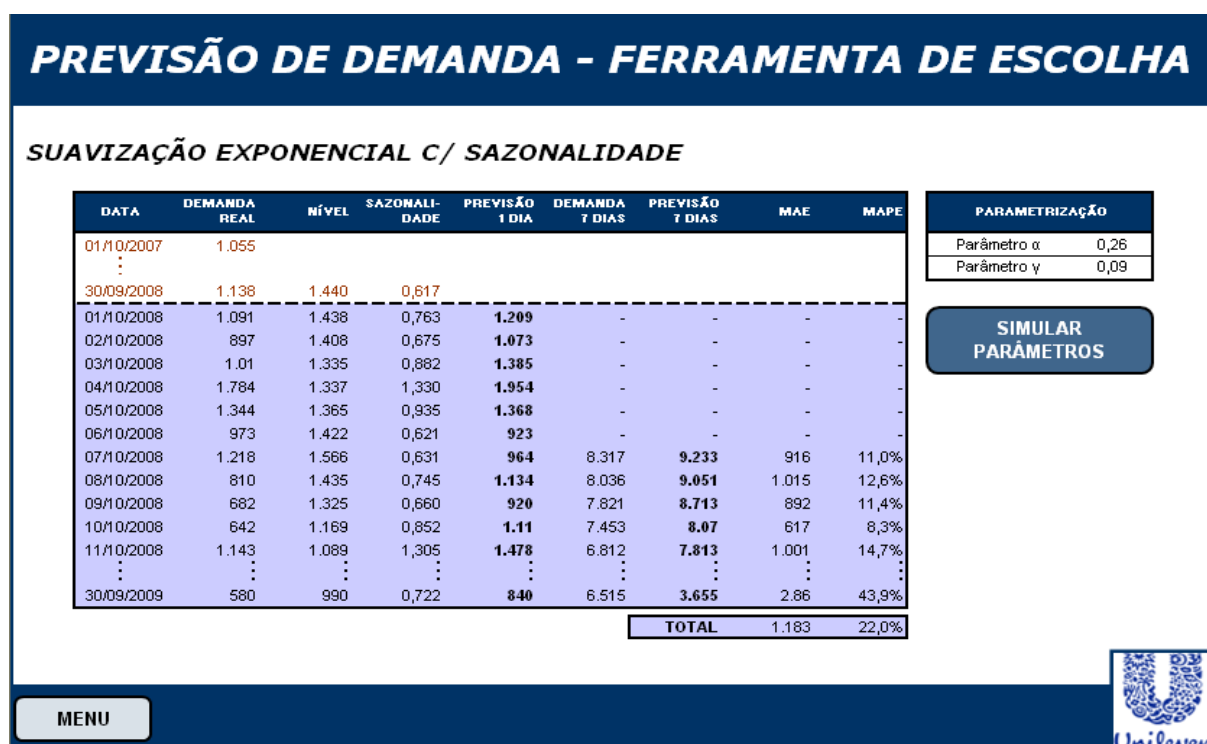 PREVISÃO DE DEMANDA - FERRAMENTA DE ESCOLHA
SUAVIZAÇÃO EXPONENCIAL C/ SAZONALIDADE
DATA DEMANDA REAL NÍVEL SAZONALI-DADE PREVISÃO 1 DIA DEMANDA 7 DIAS PREVISÃO 7 DIAS MAE MAPE
01/10/2007 1.055
30/09/2008 1.138 1.440 0,617
01/10/2008 1.091 1.438 0,763 1.209 - - - -
02/10/2008 897 1.408 0,675 1.073 - - - -
03/10/2008 1.01 1.335 0,882 1.385 - - - -
04/10/2008 1.784 1.337 1,330 1.954 - - - -
05/10/2008 1.344 1.365 0,935 1.368 - - - -
06/10/2008 973 1.422 0,621 923 - - - -
07/10/2008 1.218 1.566 0,631 964 8.317 9.233 916 11,0%
08/10/2008 810 1.435 0,745 1.134 8.036 9.051 1.015 12,6%
09/10/2008 682 1.325 0,660 920 7.821 8.713 892 11,4%
10/10/2008 642 1.169 0,852 1.11 7.453 8.07 617 8,3%
11/10/2008 1.143 1.089 1,305 1.478 6.812 7.813 1.001 14,7%
30/09/2009 580 990 0,722 840 6.515 3.655 2.86 43,9%
TOTAL 1.183 22,0%
PARAMETRIZAÇÃO
Parâmetro α 0,26
Parâmetro γ 0,09
SIMULAR
PARÂMETROS
MENU
Unilever